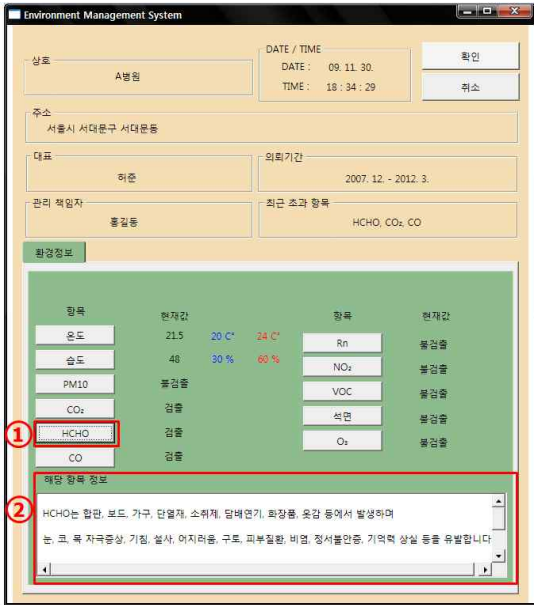 Environment Management System
상호
A병원
DATE / TIME
DATE : 09. 11. 30.
TIME : 18 : 34 : 29
확인
취소
주소
서울시 서대문구 서대문동
대표
허준
의뢰기간
2007. 12. - 2012. 3.
관리 책임자
홍길동
최근 초과 항목
HCHO, CO₂, CO
환경정보
항목 현재값 항목 현재값
온도 21.5 20 C° 24 C° Rn 불검출
습도 48 30 % 60 % NO₂ 불검출
PM10 불검출 VOC 불검출
CO₂ 검출 석면 불검출
① HCHO 검출 O₃ 불검출
CO 검출
해당 항목 정보
② HCHO는 합판, 보드, 가구, 단열재, 소취제, 담배연기, 화장품, 옷감 등에서 발생하며
눈, 코, 목 자극증상, 기침, 설사, 어지러움, 구토, 피부질환, 비염, 정서불안증, 기억력 상실 등을 유발합니다